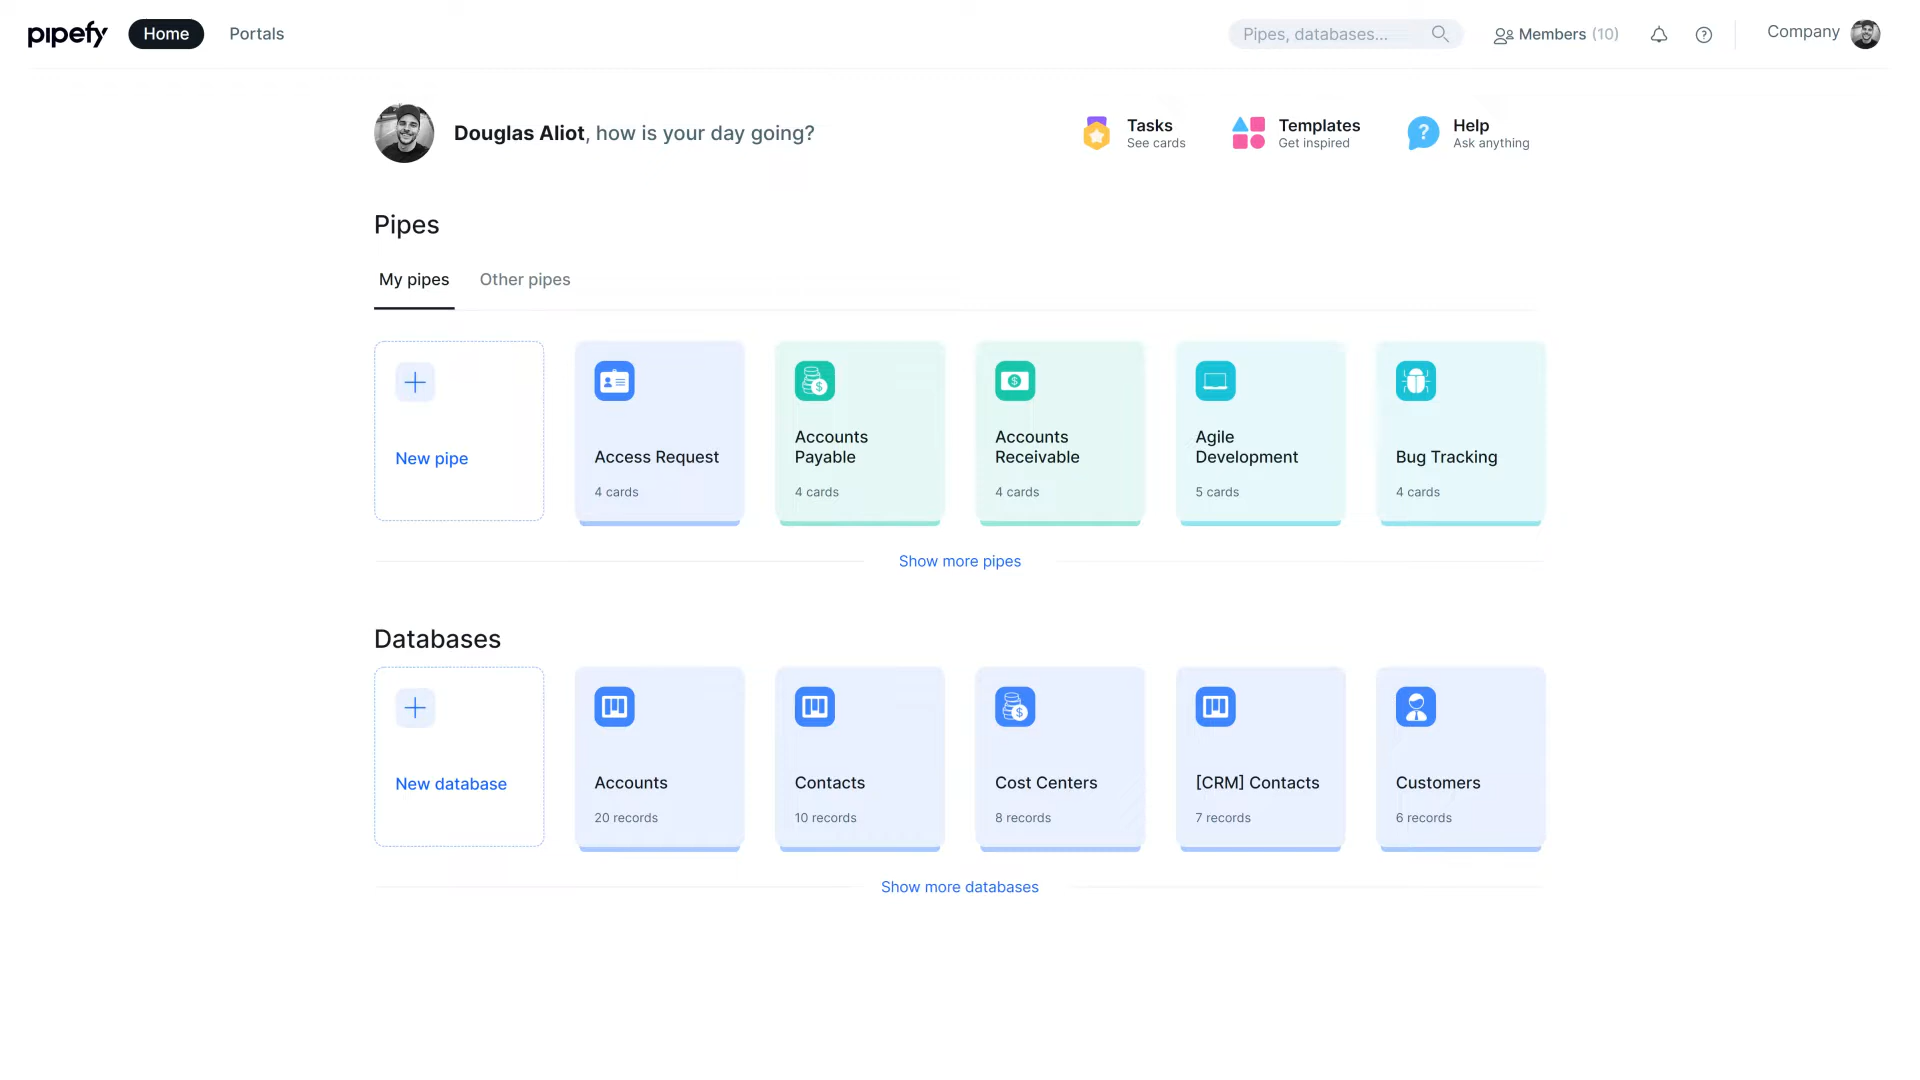 pipefy Home Portals Pipes, databases... Members (10) Company
Douglas Aliot, how is your day going?
Tasks
See cards
Templates
Get inspired
Help
Ask anything
Pipes
My pipes Other pipes
New pipe
Access Request
4 cards
Accounts
Payable
4 cards
Accounts
Receivable
4 cards
Agile
Development
5 cards
Bug Tracking
4 cards
Show more pipes
Databases
New database
Accounts
20 records
Contacts
10 records
Cost Centers
8 records
[CRM] Contacts
7 records
Customers
6 records
Show more databases